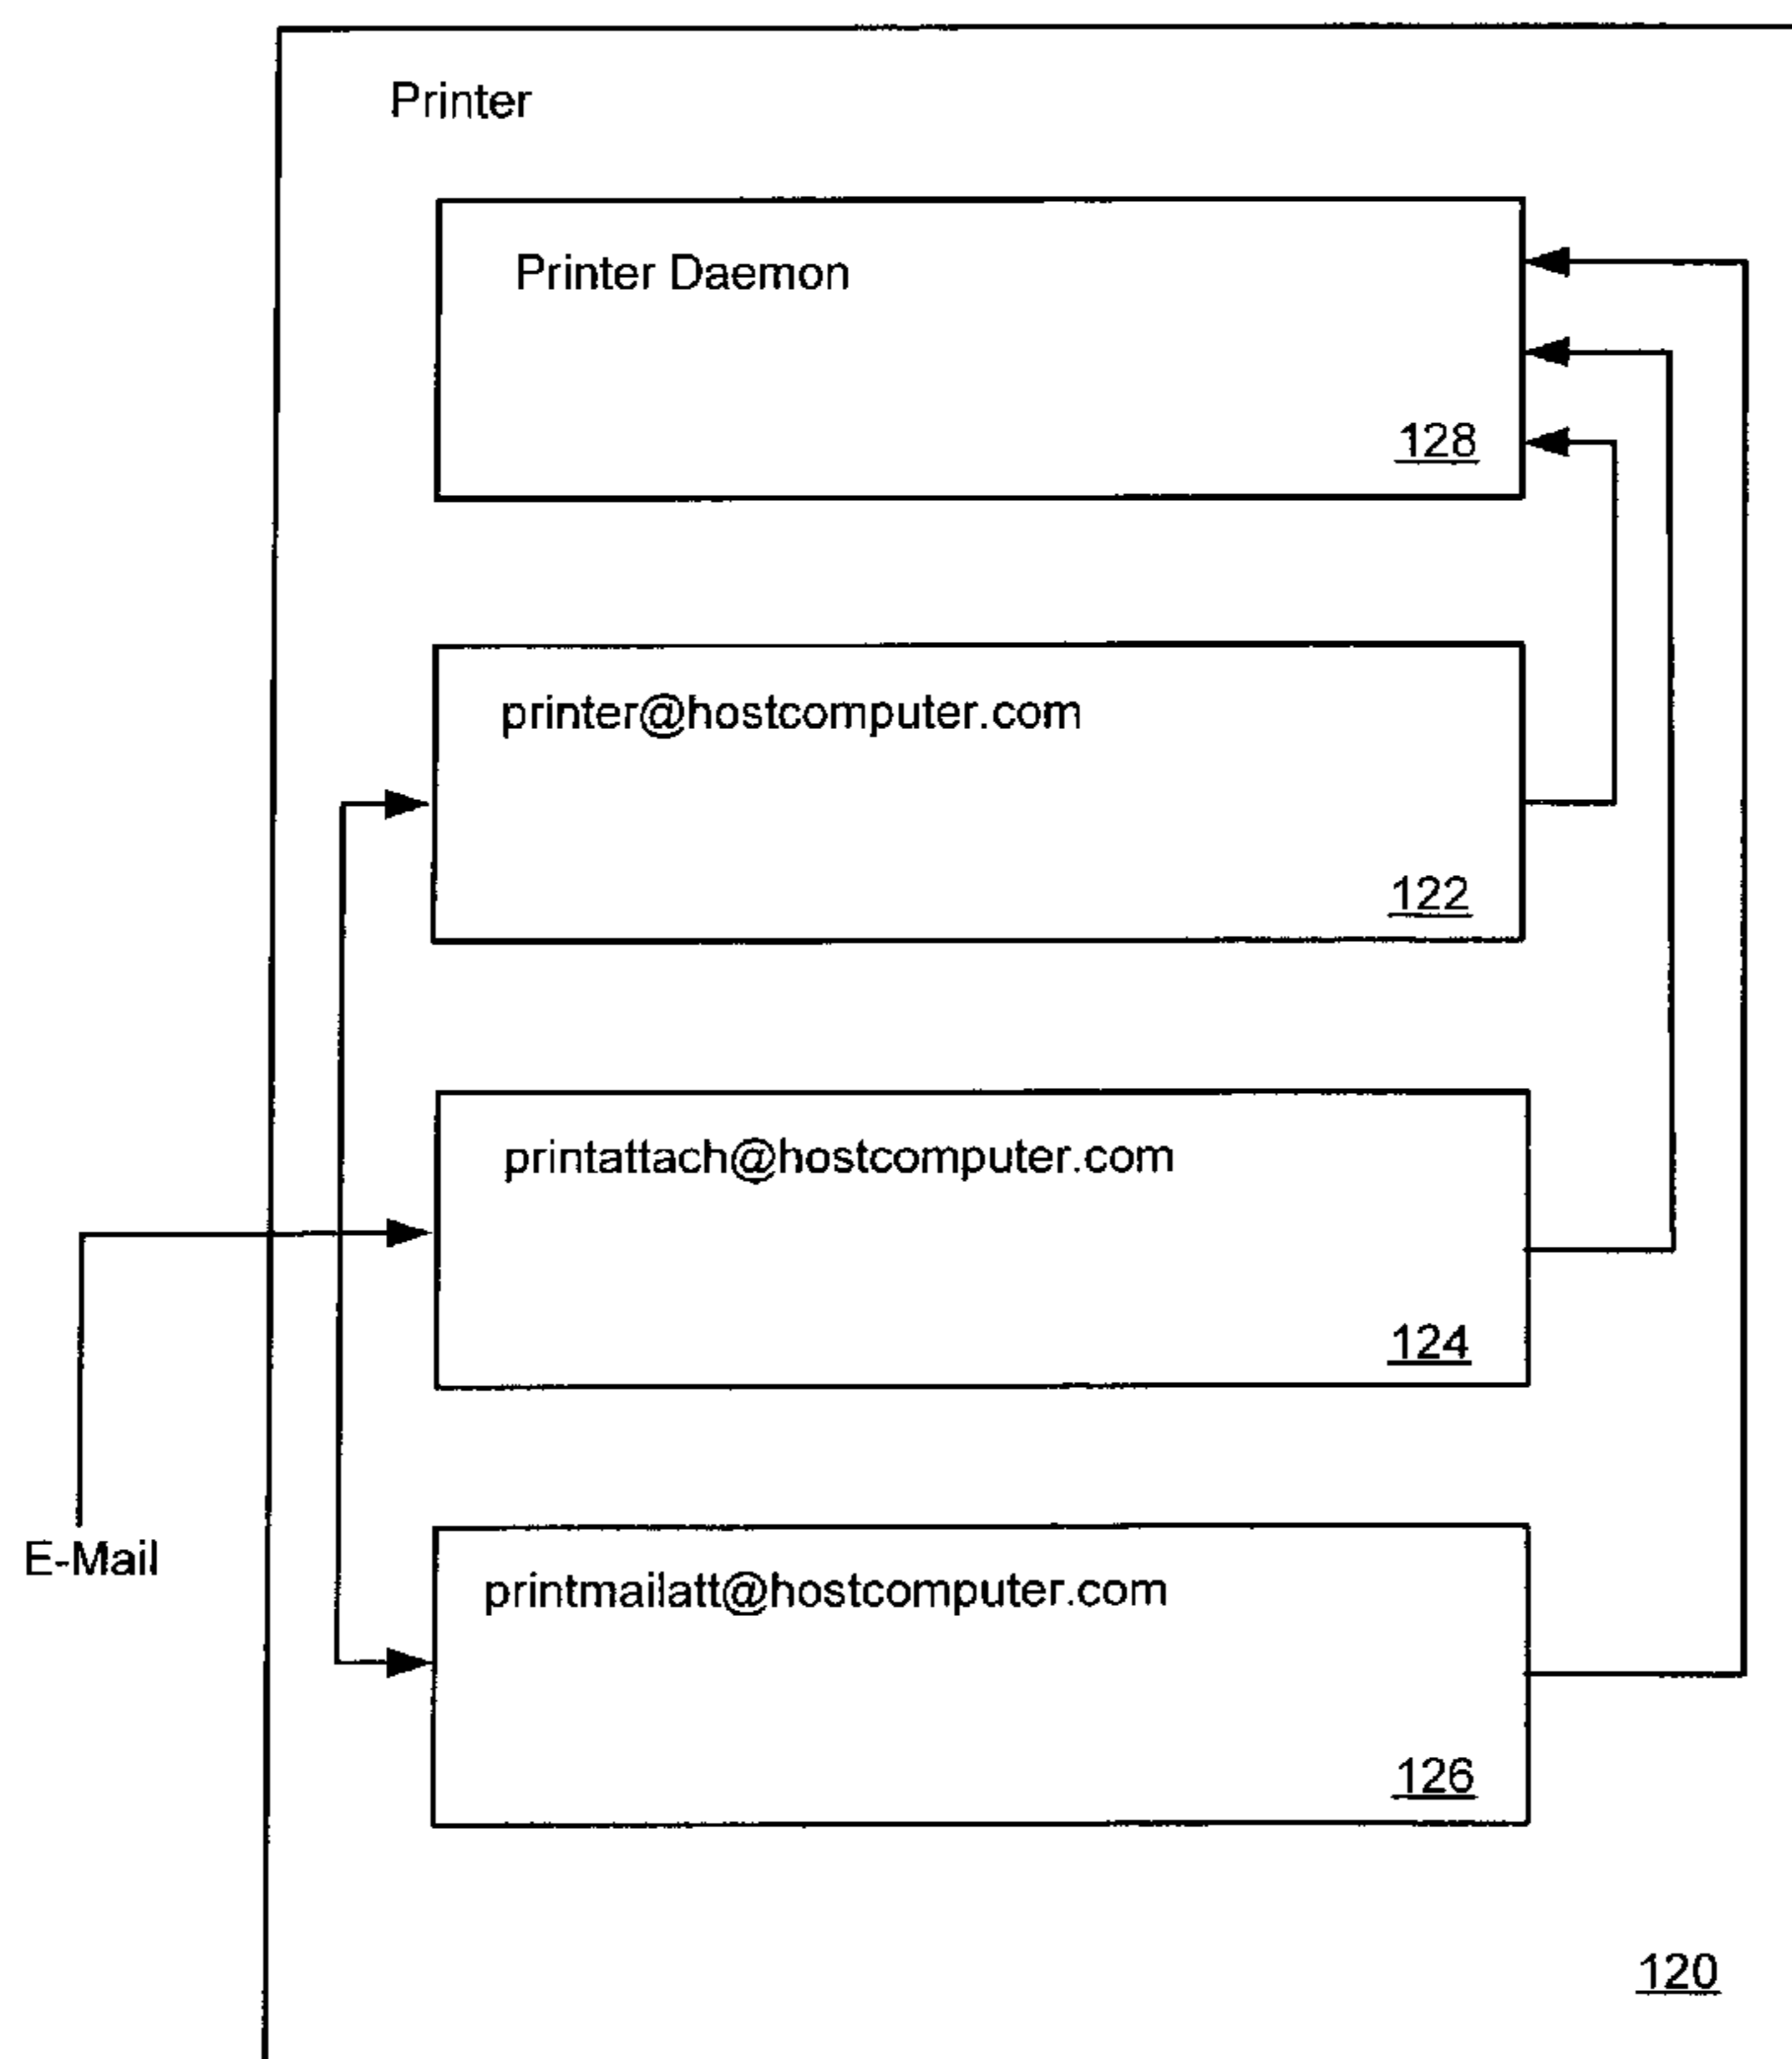 Printer
Printer Daemon
128
printer@hostcomputer.com
122
printattach@hostcomputer.com
124
E-Mail
printmailatt@hostcomputer.com
126
120